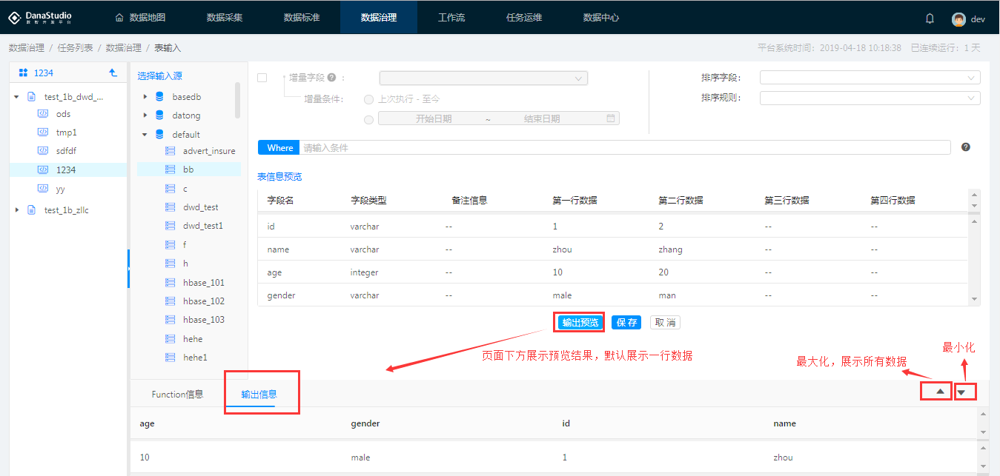 DanaStudio
数据开发平台
数据地图
数据采集
数据标准
数据治理
工作流
任务运维
数据中心
dev
数据治理 / 任务列表 / 数据治理 / 表输入
平台系统时间: 2019-04-18 10:18:38 已连续运行: 1 天
1234
test_1b_dwd_...
ods
tmp1
sdfdf
1234
yy
test_1b_zllc
选择输入源
basedb
datong
default
advert_insure
bb
c
dwd_test
dwd_test1
f
h
hbase_101
hbase_102
hbase_103
hehe
hehe1
增量字段 ? :
增量条件:
上次执行 - 至今
开始日期 ~ 结束日期
排序字段:
排序规则:
Where 请输入条件 ?
表信息预览
字段名 字段类型 备注信息 第一行数据 第二行数据 第三行数据 第四行数据
id varchar -- 1 2 -- --
name varchar -- zhou zhang -- --
age integer -- 10 20 -- --
gender varchar -- male man -- --
输出预览 保存 取消
页面下方展示预览结果，默认展示一行数据
最小化
最大化，展示所有数据
Function信息 输出信息
age gender id name
10 male 1 zhou